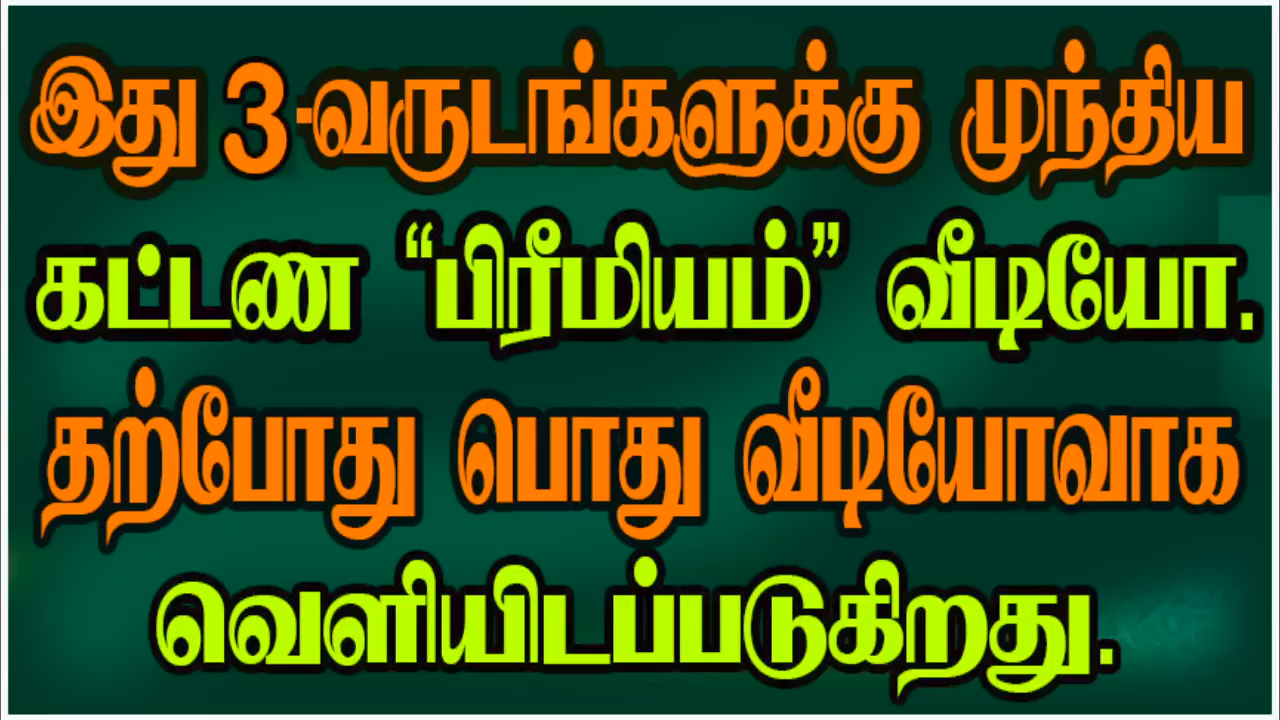 இது 3-வருடங்களுக்கு முந்திய
கட்டண “பிரீமியம்” வீடியோ.
தற்போது பொது வீடியோவாக
வெளியிடப்படுகிறது.